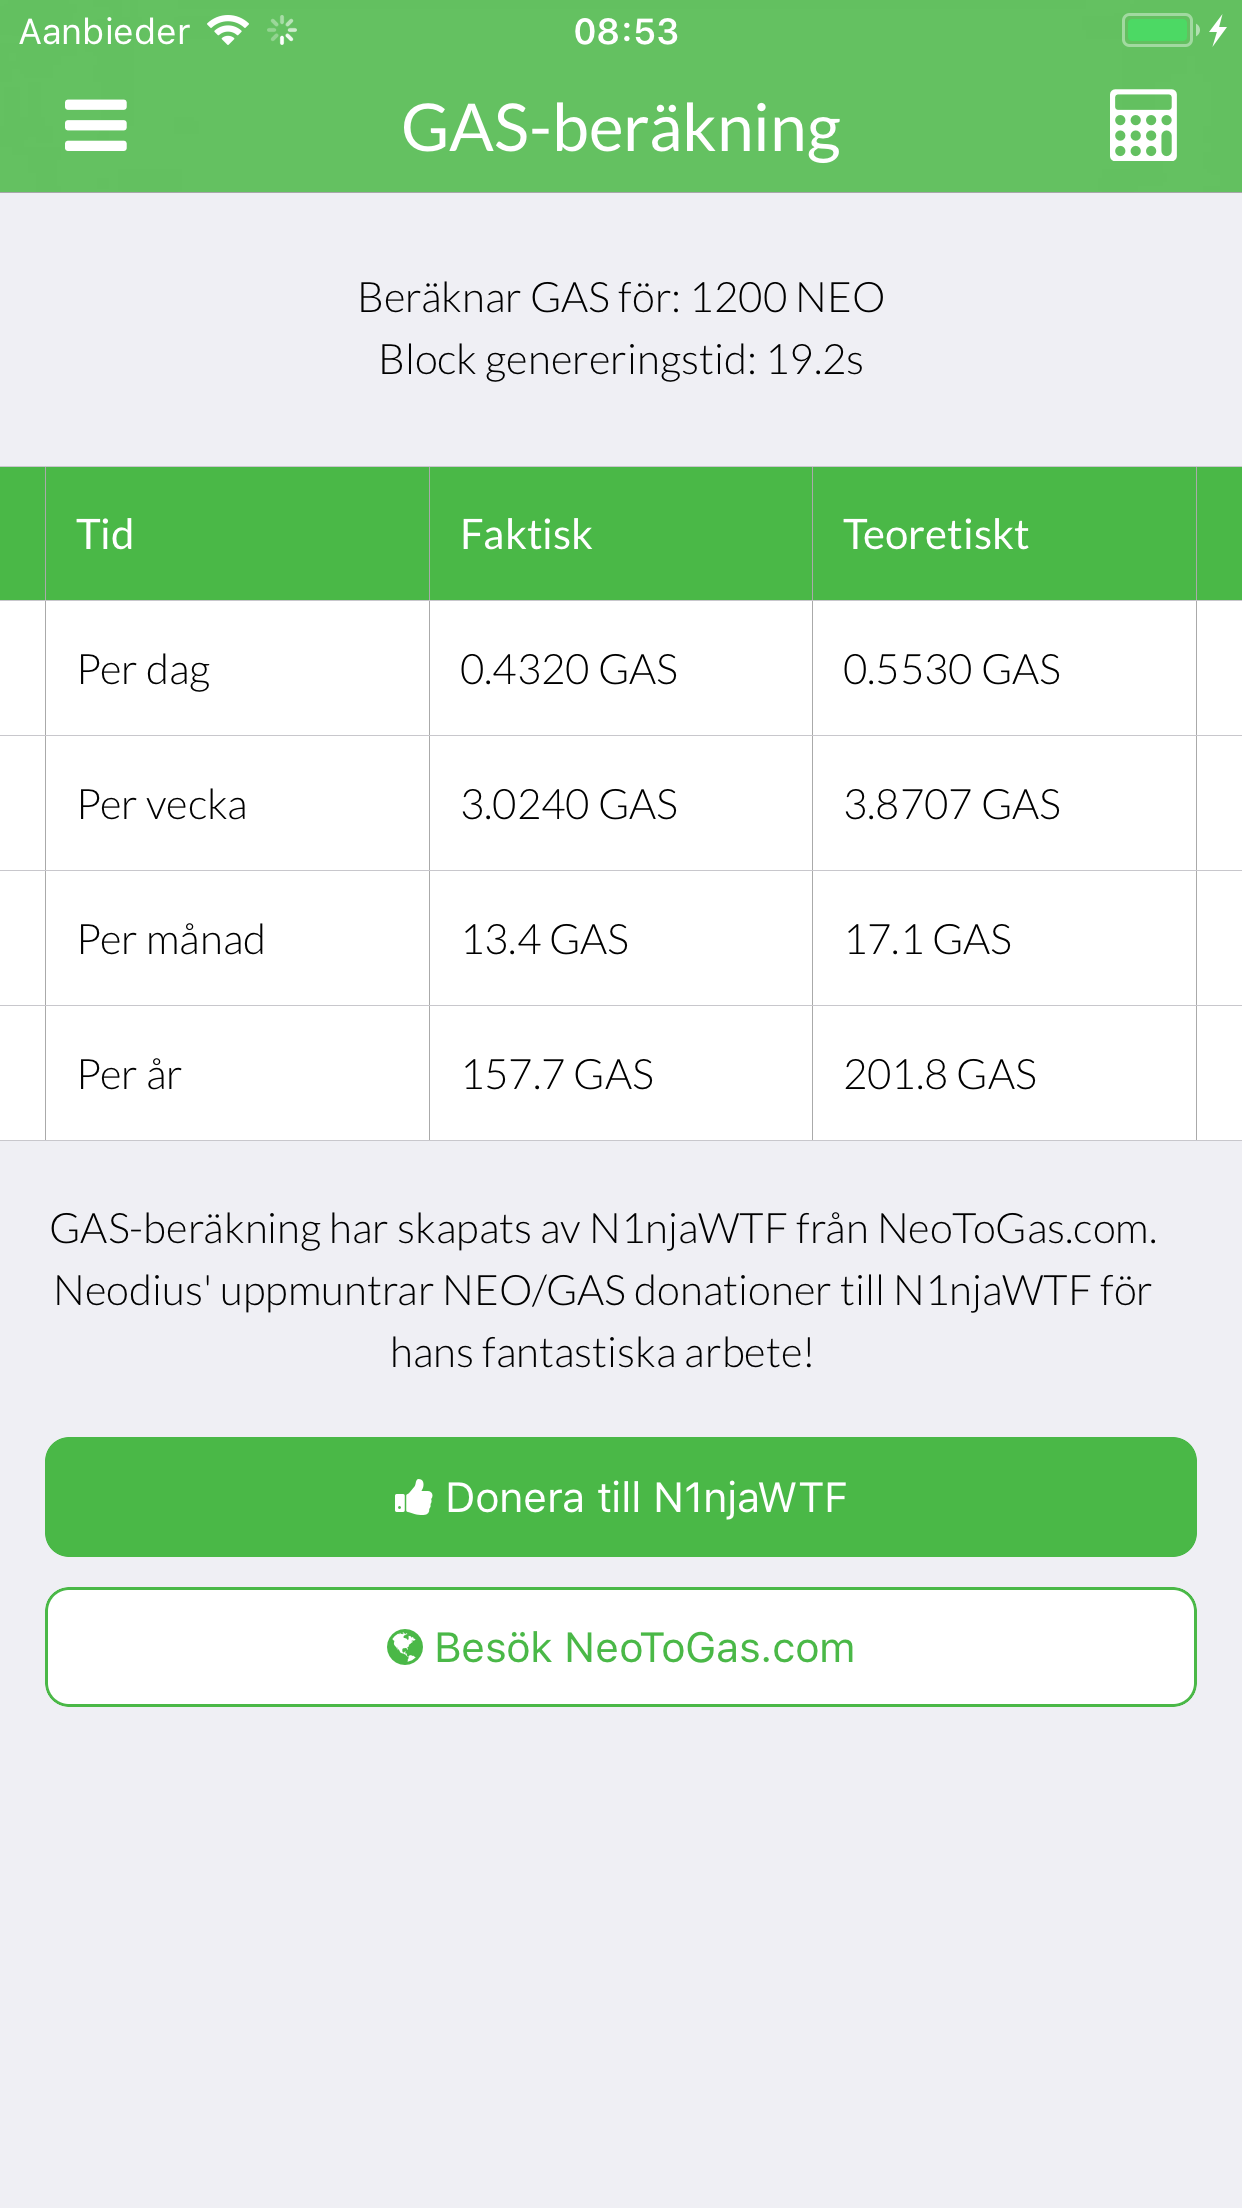 Aanbieder 08:53
GAS-beräkning
Beräknar GAS för: 1200 NEO
Block genereringstid: 19.2s
Tid Faktisk Teoretiskt
Per dag 0.4320 GAS 0.5530 GAS
Per vecka 3.0240 GAS 3.8707 GAS
Per månad 13.4 GAS 17.1 GAS
Per år 157.7 GAS 201.8 GAS
GAS-beräkning har skapats av N1njaWTF från NeoToGas.com.
Neodius' uppmuntrar NEO/GAS donationer till N1njaWTF för
hans fantastiska arbete!
Donera till N1njaWTF
Besök NeoToGas.com